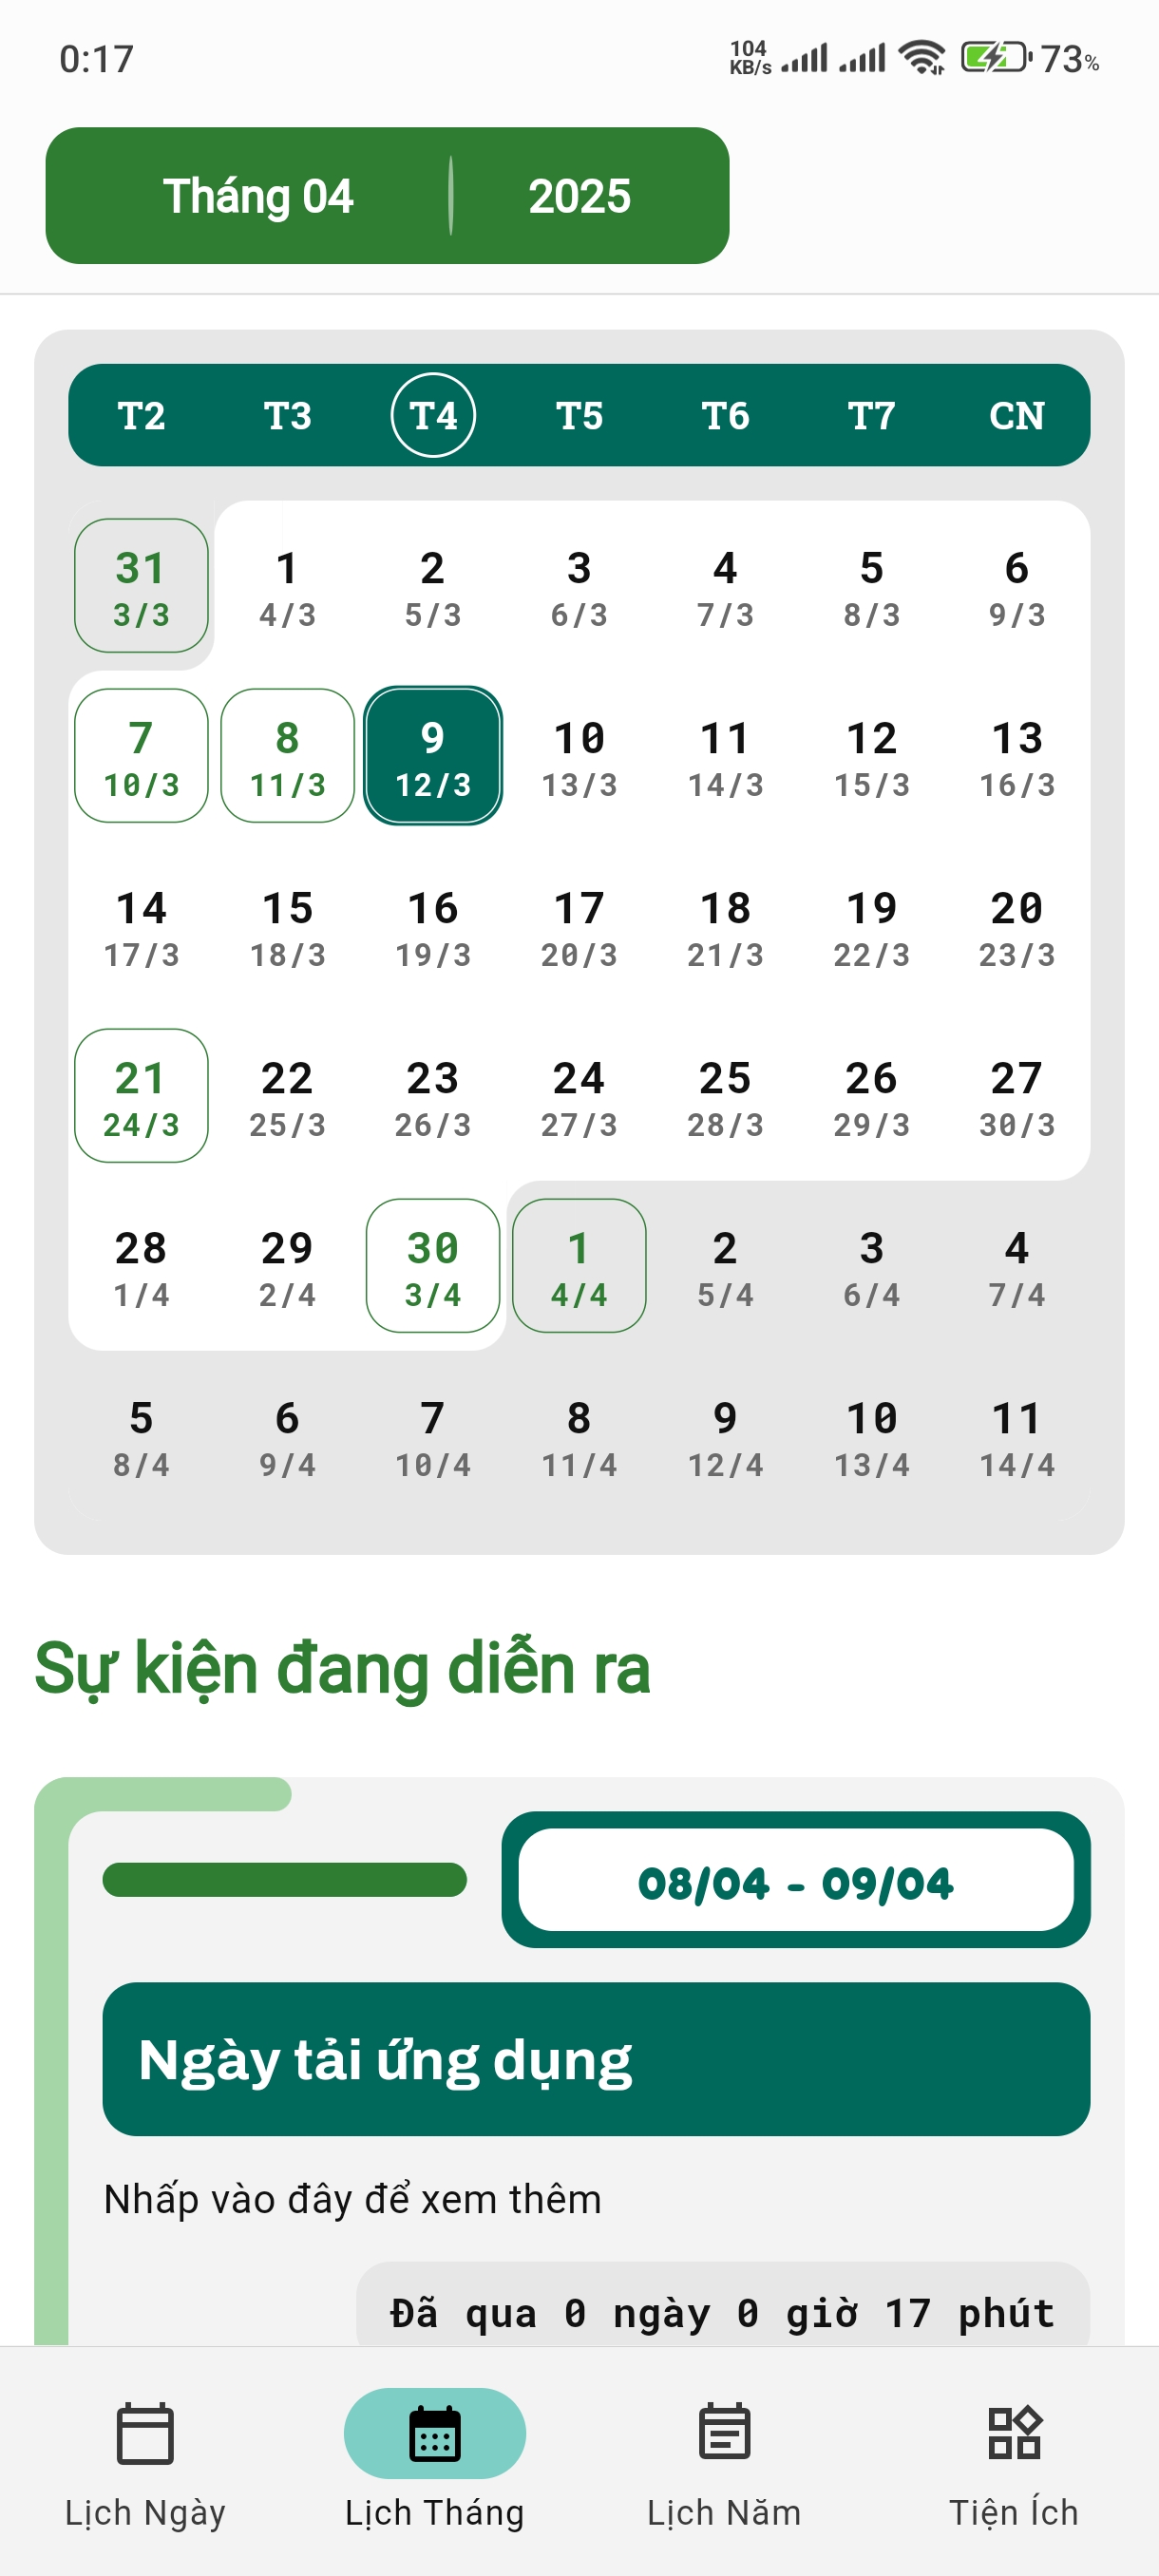 0:17 104 KB/s 73%
Tháng 04 2025
T2 T3 T4 T5 T6 T7 CN
31 1 2 3 4 5 6
3/3 4/3 5/3 6/3 7/3 8/3 9/3
7 8 9 10 11 12 13
10/3 11/3 12/3 13/3 14/3 15/3 16/3
14 15 16 17 18 19 20
17/3 18/3 19/3 20/3 21/3 22/3 23/3
21 22 23 24 25 26 27
24/3 25/3 26/3 27/3 28/3 29/3 30/3
28 29 30 1 2 3 4
1/4 2/4 3/4 4/4 5/4 6/4 7/4
5 6 7 8 9 10 11
8/4 9/4 10/4 11/4 12/4 13/4 14/4
Sự kiện đang diễn ra
08/04 - 09/04
Ngày tải ứng dụng
Nhấp vào đây để xem thêm
Đã qua 0 ngày 0 giờ 17 phút
Lịch Ngày Lịch Tháng Lịch Năm Tiện Ích